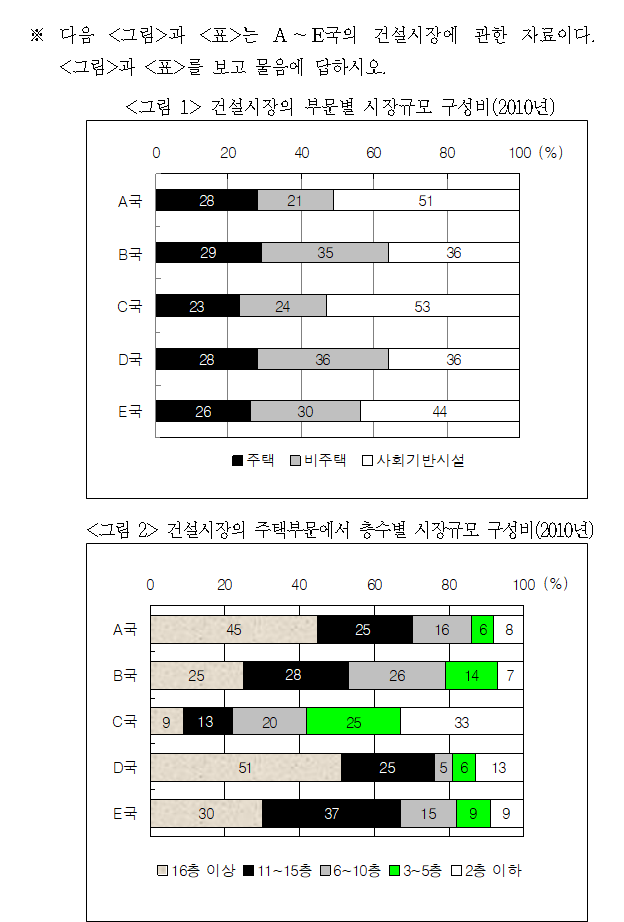 ※ 다음 <그림>과 <표>는 A ~ E국의 건설시장에 관한 자료이다.
<그림>과 <표>를 보고 물음에 답하시오.
<그림 1> 건설시장의 부문별 시장규모 구성비(2010년)
0 20 40 60 80 100 (%)
A국 28 21 51
B국 29 35 36
C국 23 24 53
D국 28 36 36
E국 26 30 44
주택 비주택 사회기반시설
<그림 2> 건설시장의 주택부문에서 층수별 시장규모 구성비(2010년)
0 20 40 60 80 100 (%)
A국 45 25 16 6 8
B국 25 28 26 14 7
C국 9 13 20 25 33
D국 51 25 5 6 13
E국 30 37 15 9 9
16층 이상 11~15층 6~10층 3~5층 2층 이하